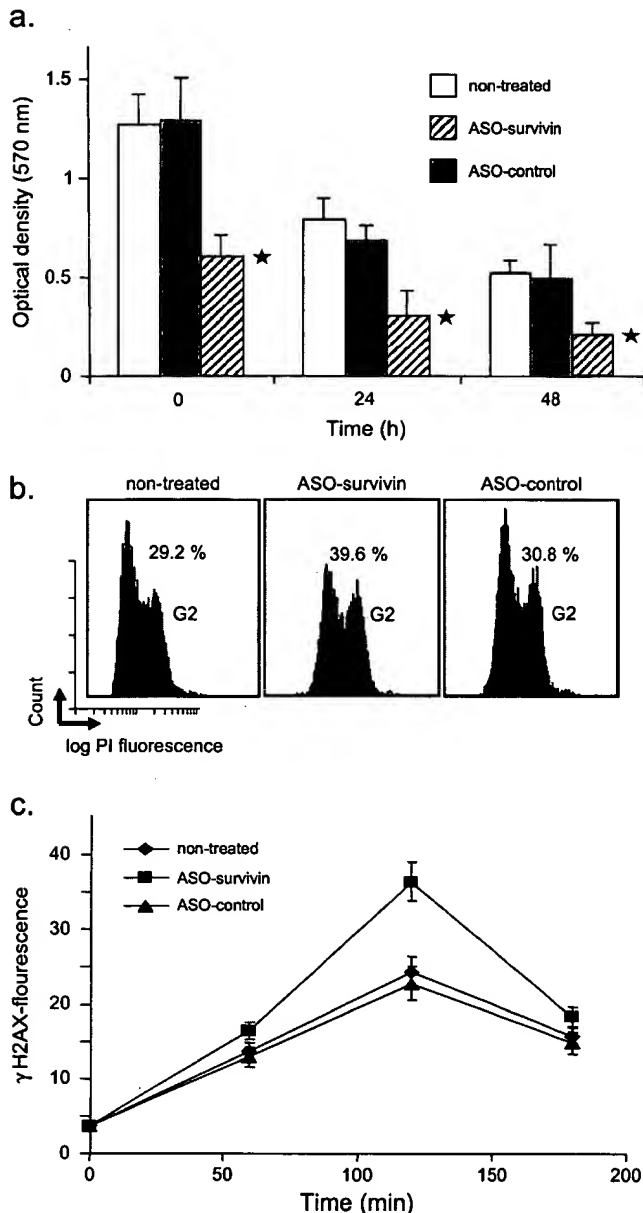 a.
1.5
1
0.5
0
Optical density (570 nm)
non-treated
ASO-survivin
ASO-control
0 24 48
Time (h)
b.
non-treated ASO-survivin ASO-control
29.2 % 39.6 % 30.8 %
G2 G2 G2
Count
log PI fluorescence
c.
40
30
20
10
0
γH2AX-flourescence
non-treated
ASO-survivin
ASO-control
0 50 100 150 200
Time (min)